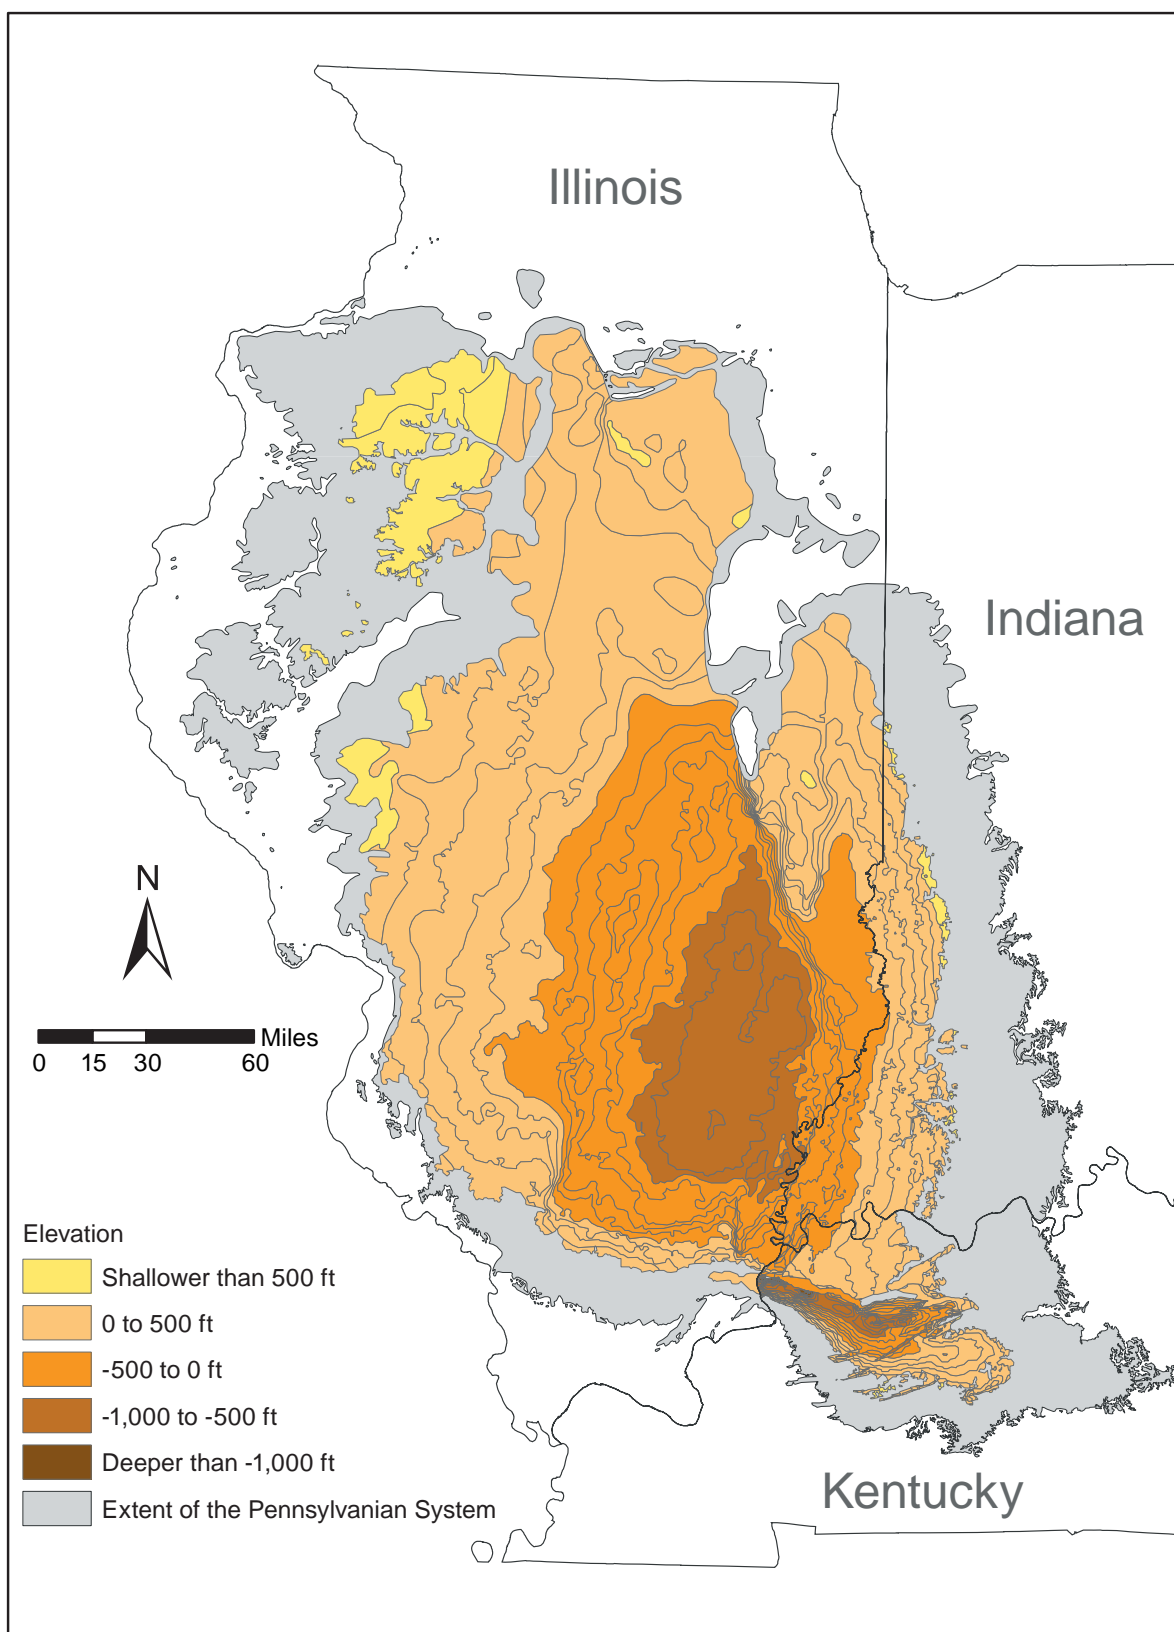 Illinois
Indiana
N
Miles
0 15 30 60
Elevation
Shallower than 500 ft
0 to 500 ft
-500 to 0 ft
-1,000 to -500 ft
Deeper than -1,000 ft
Extent of the Pennsylvanian System
Kentucky